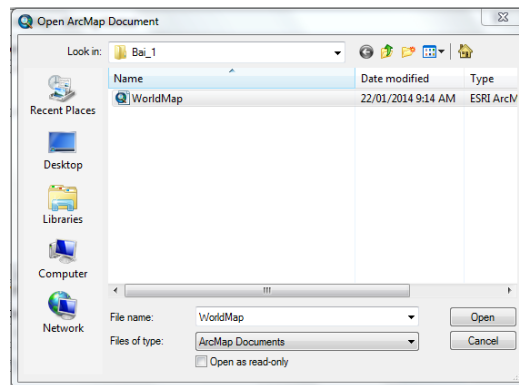 Open ArcMap Document
Look in: Bai_1
Name Date modified Type
WorldMap 22/01/2014 9:14 AM ESRI ArcM
Recent Places
Desktop
Libraries
Computer
Network
File name: WorldMap Open
Files of type: ArcMap Documents Cancel
Open as read-only